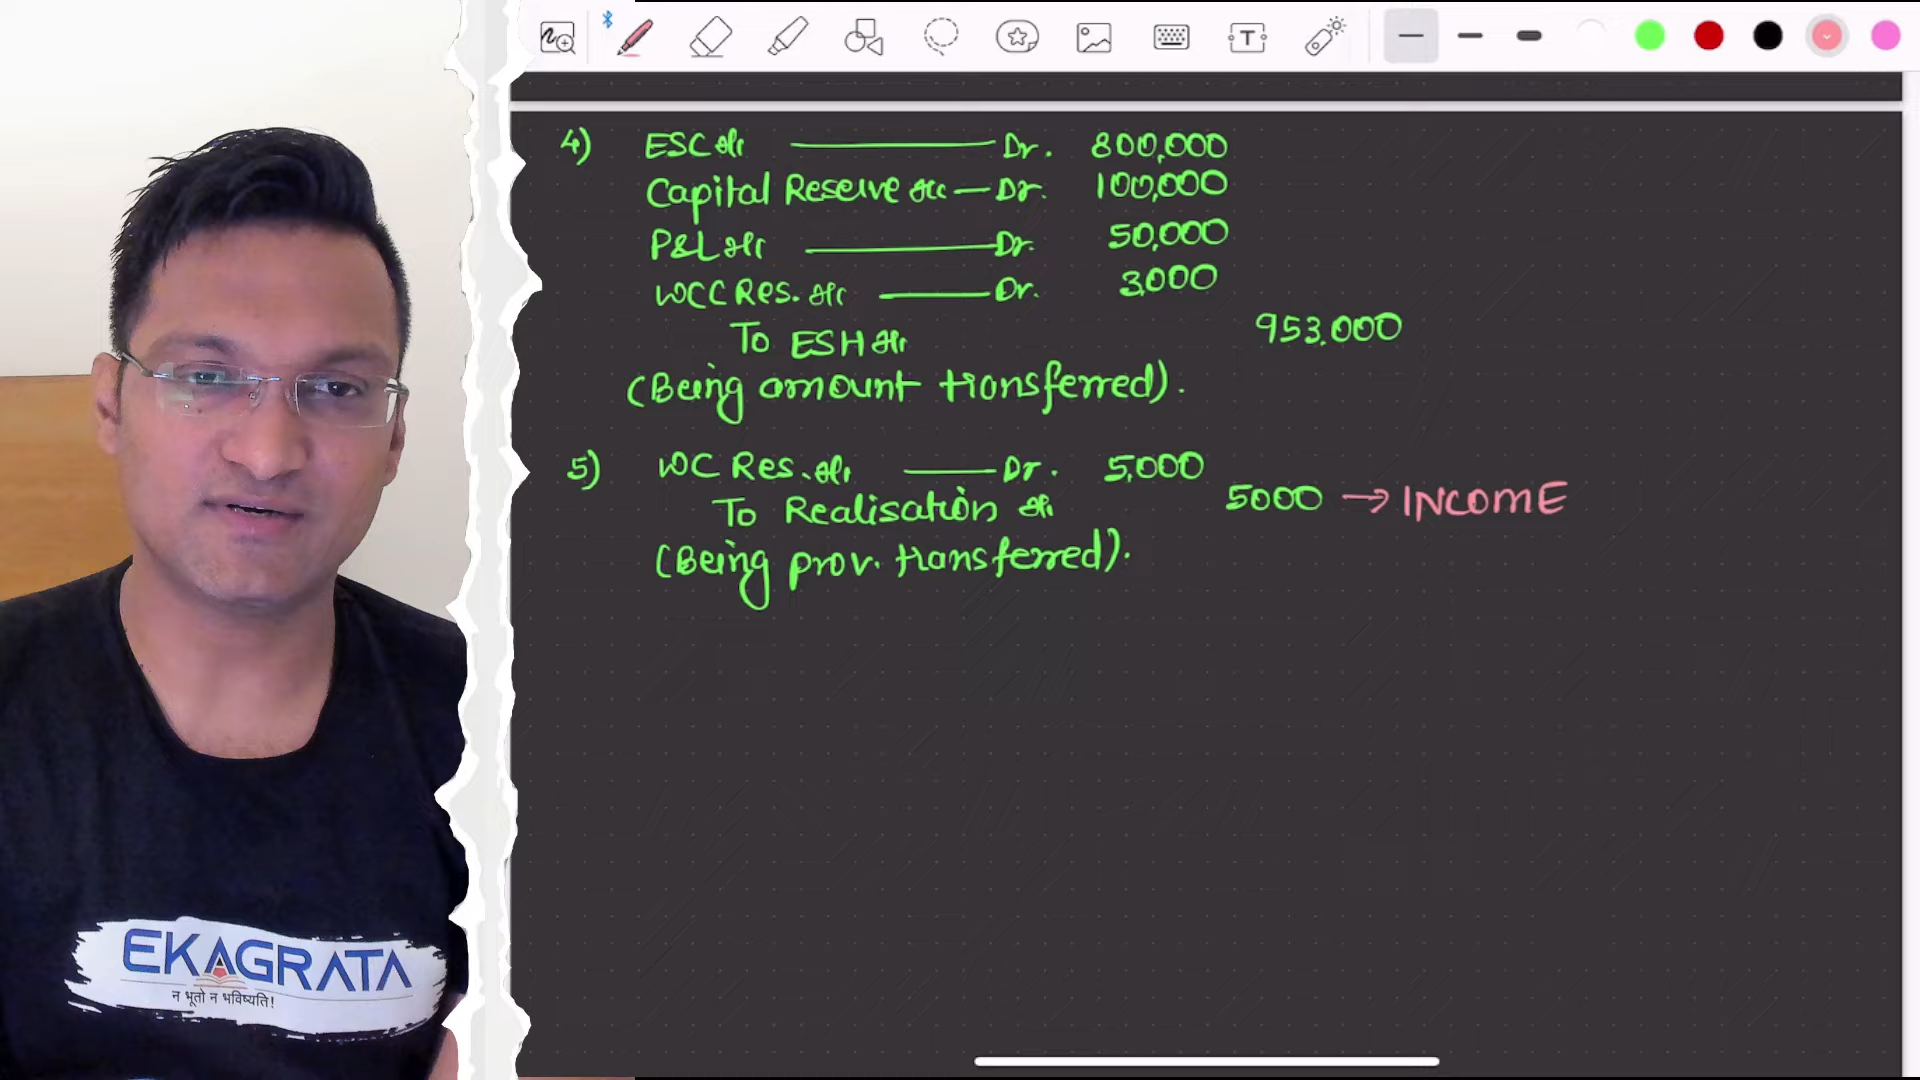 4) ESC A/c Dr. 800,000
Capital Reserve A/c Dr. 100,000
P&L A/c Dr. 50,000
WCC Res. A/c Dr. 3,000
To ESH A/c 953,000
(Being amount transferred).
5) WC Res. A/c Dr. 5,000
To Realisation A/c 5000 → INCOME
(Being prov. transferred).
EKAGRATA
न भूतो न भविष्यति!
T